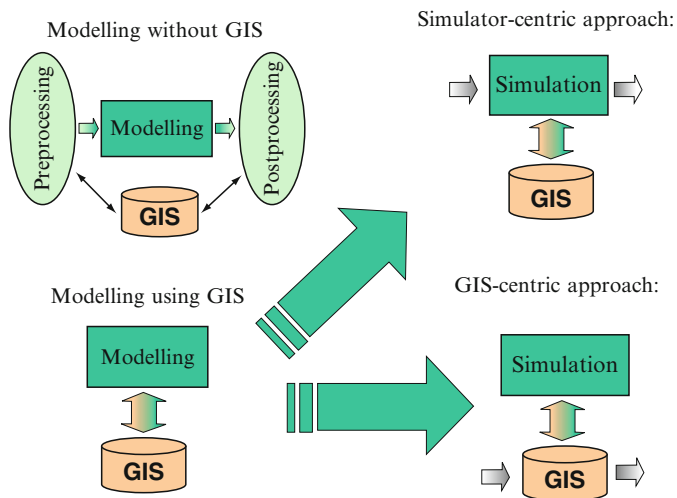 Modelling without GIS
Preprocessing
Modelling
Postprocessing
GIS
Simulator-centric approach:
Simulation
GIS
Modelling using GIS
Modelling
GIS
GIS-centric approach:
Simulation
GIS